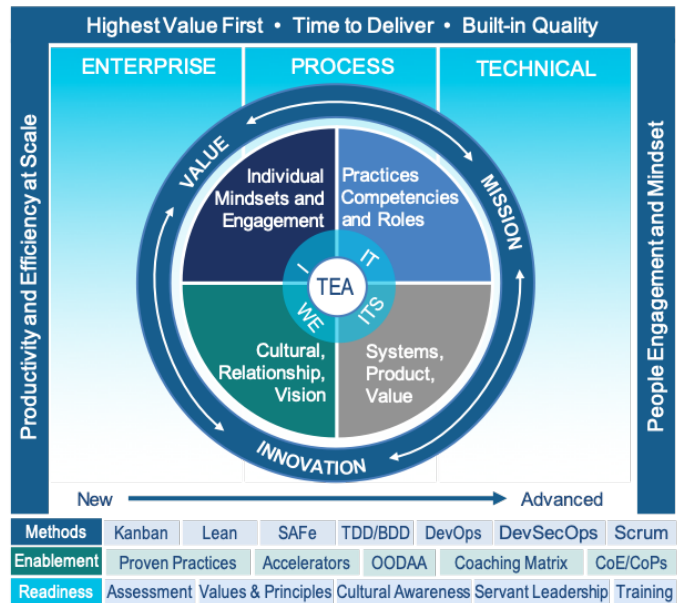 Highest Value First • Time to Deliver • Built-in Quality
Productivity and Efficiency at Scale
ENTERPRISE
PROCESS
TECHNICAL
People Engagement and Mindset
VALUE
MISSION
INNOVATION
Individual
Mindsets and
Engagement
Practices
Competencies
and Roles
I
IT
TEA
WE
ITS
Cultural,
Relationship,
Vision
Systems,
Product,
Value
New
Advanced
Methods Kanban Lean SAFe TDD/BDD DevOps DevSecOps Scrum
Enablement Proven Practices Accelerators OODAA Coaching Matrix CoE/CoPs
Readiness Assessment Values & Principles Cultural Awareness Servant Leadership Training